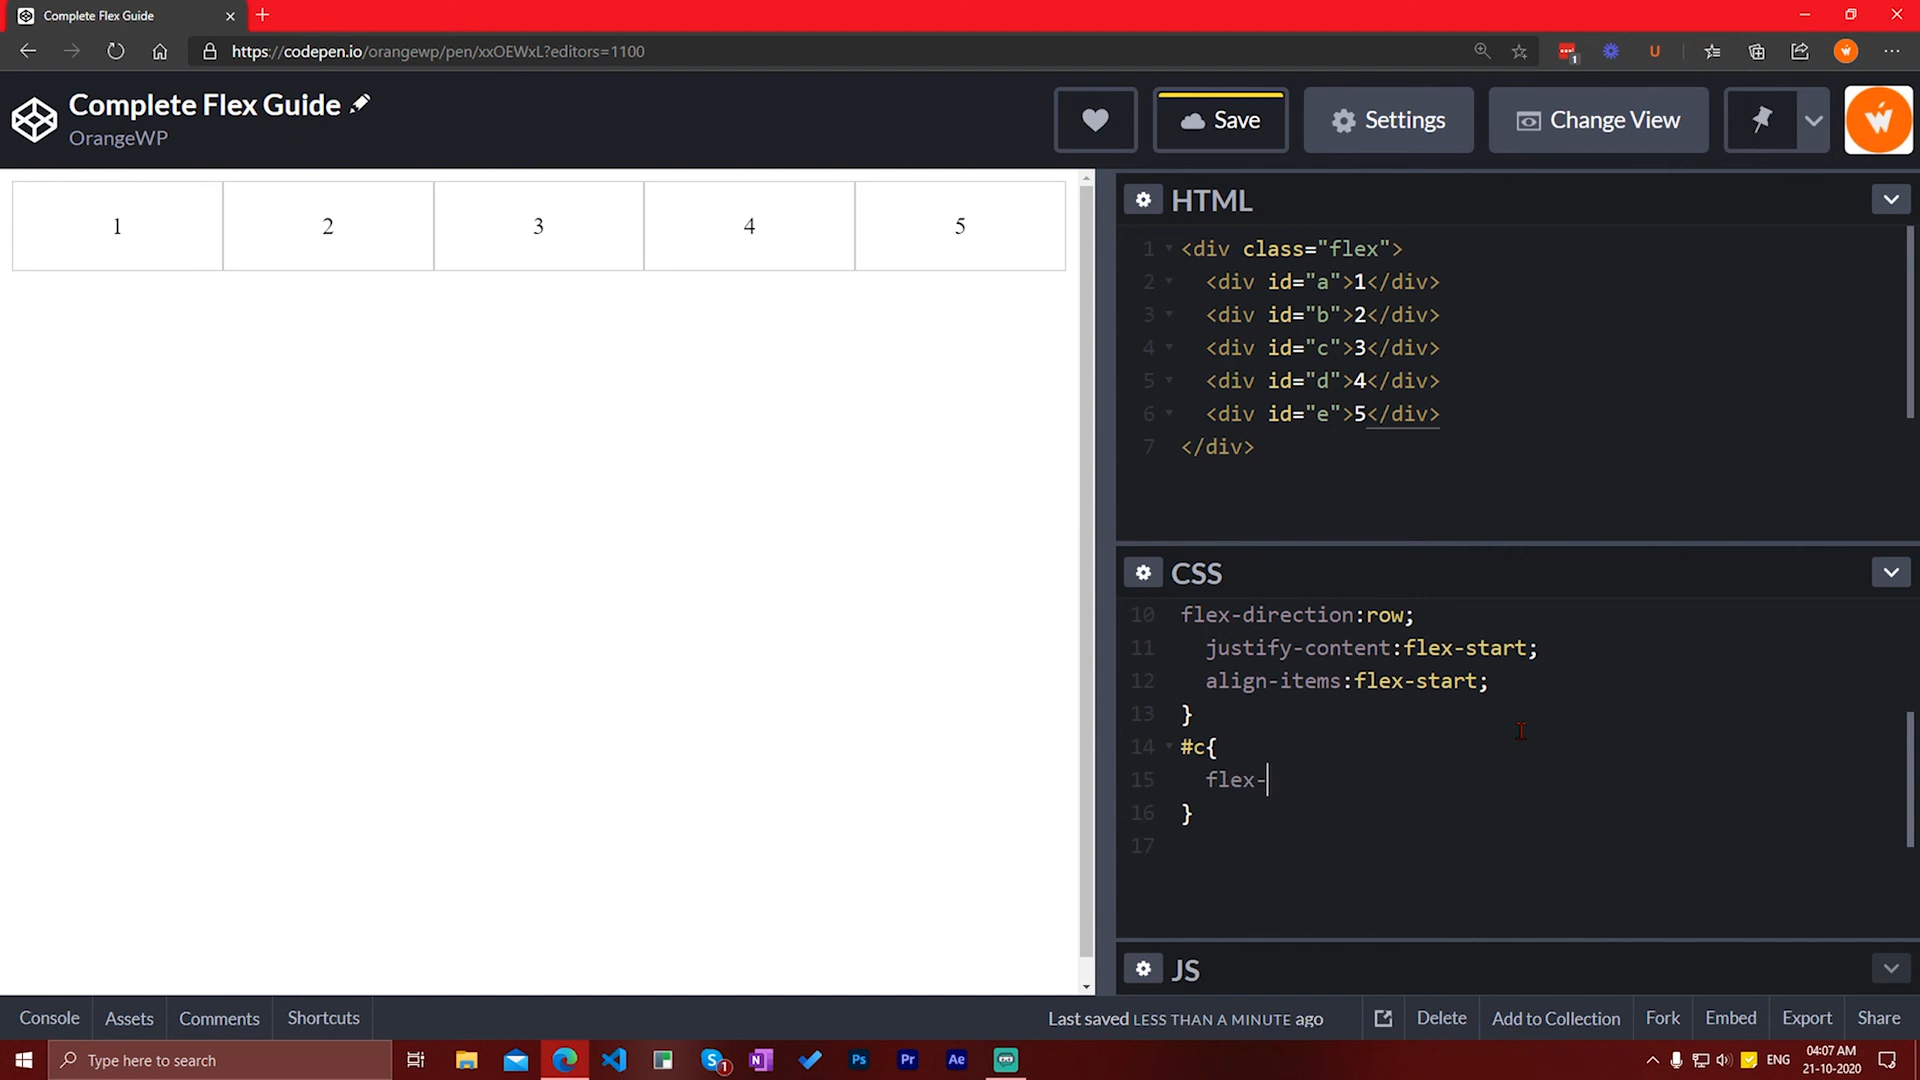 Complete Flex Guide
https://codepen.io/orangewp/pen/xxOEWxL?editors=1100
1
U
Complete Flex Guide
OrangeWP
Save
Settings
Change View
1 2 3 4 5
HTML
1 <div class="flex">
2 <div id="a">1</div>
3 <div id="b">2</div>
4 <div id="c">3</div>
5 <div id="d">4</div>
6 <div id="e">5</div>
7 </div>
CSS
10 flex-direction:row;
11 justify-content:flex-start;
12 align-items:flex-start;
13 }
14 #c{
15 flex-
16 }
17
JS
Console Assets Comments Shortcuts
Last saved LESS THAN A MINUTE ago
Delete Add to Collection Fork Embed Export Share
Type here to search
S 1 N Ps Pr Ae
ENG
04:07 AM
21-10-2020